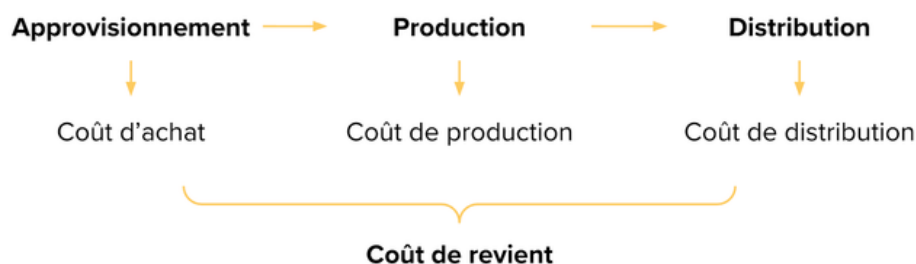 Approvisionnement Production Distribution
Coût d’achat Coût de production Coût de distribution
Coût de revient